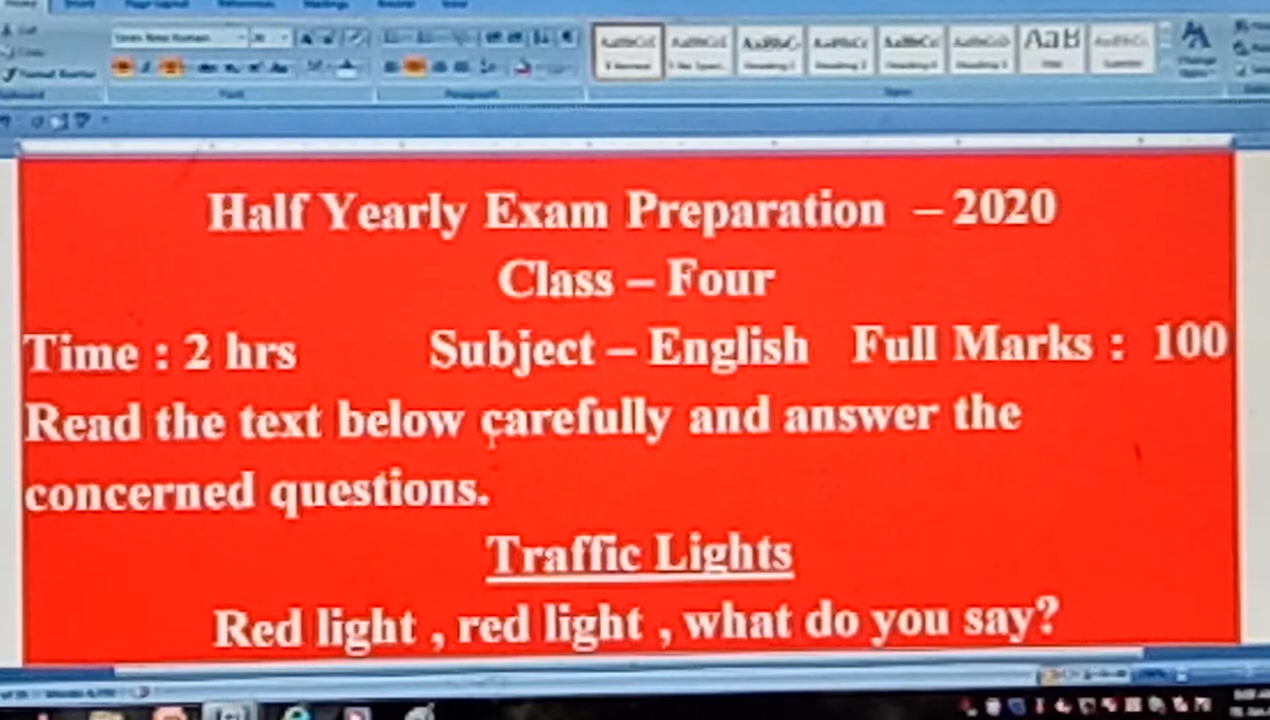 Half Yearly Exam Preparation – 2020
Class – Four
Time : 2 hrs Subject – English Full Marks : 100
Read the text below carefully and answer the
concerned questions.
Traffic Lights
Red light , red light , what do you say?